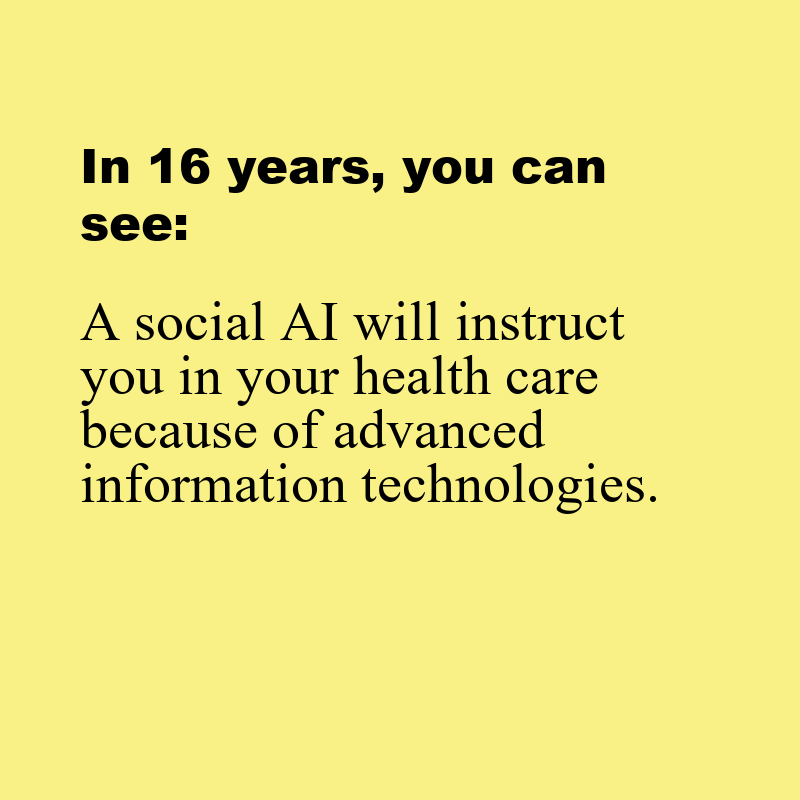 In 16 years, you can
see:
A social AI will instruct
you in your health care
because of advanced
information technologies.